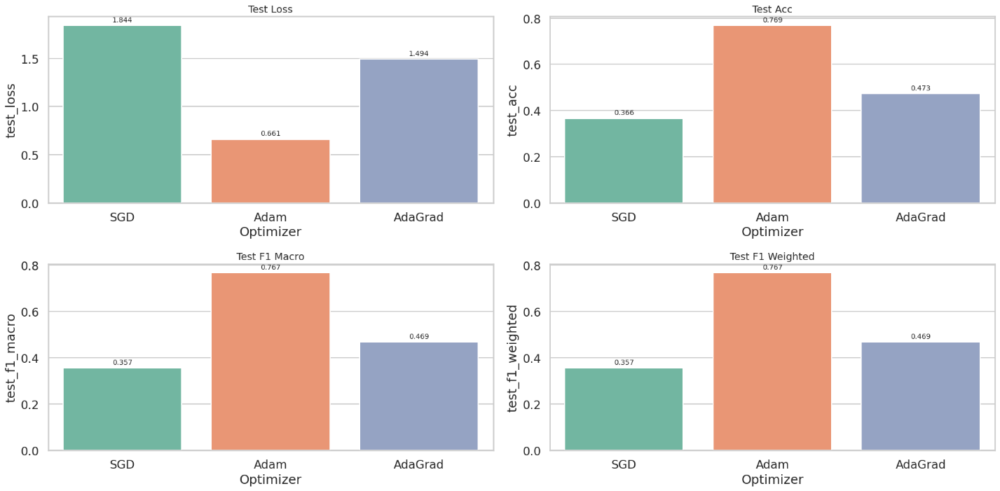 Test Loss
1.844
0.661
1.494
1.5
1.0
0.5
0.0
test_loss
SGD Adam AdaGrad
Optimizer
Test Acc
0.366
0.769
0.473
0.8
0.6
0.4
0.2
0.0
test_acc
SGD Adam AdaGrad
Optimizer
Test F1 Macro
0.357
0.767
0.469
0.8
0.6
0.4
0.2
0.0
test_f1_macro
SGD Adam AdaGrad
Optimizer
Test F1 Weighted
0.357
0.767
0.469
0.8
0.6
0.4
0.2
0.0
test_f1_weighted
SGD Adam AdaGrad
Optimizer